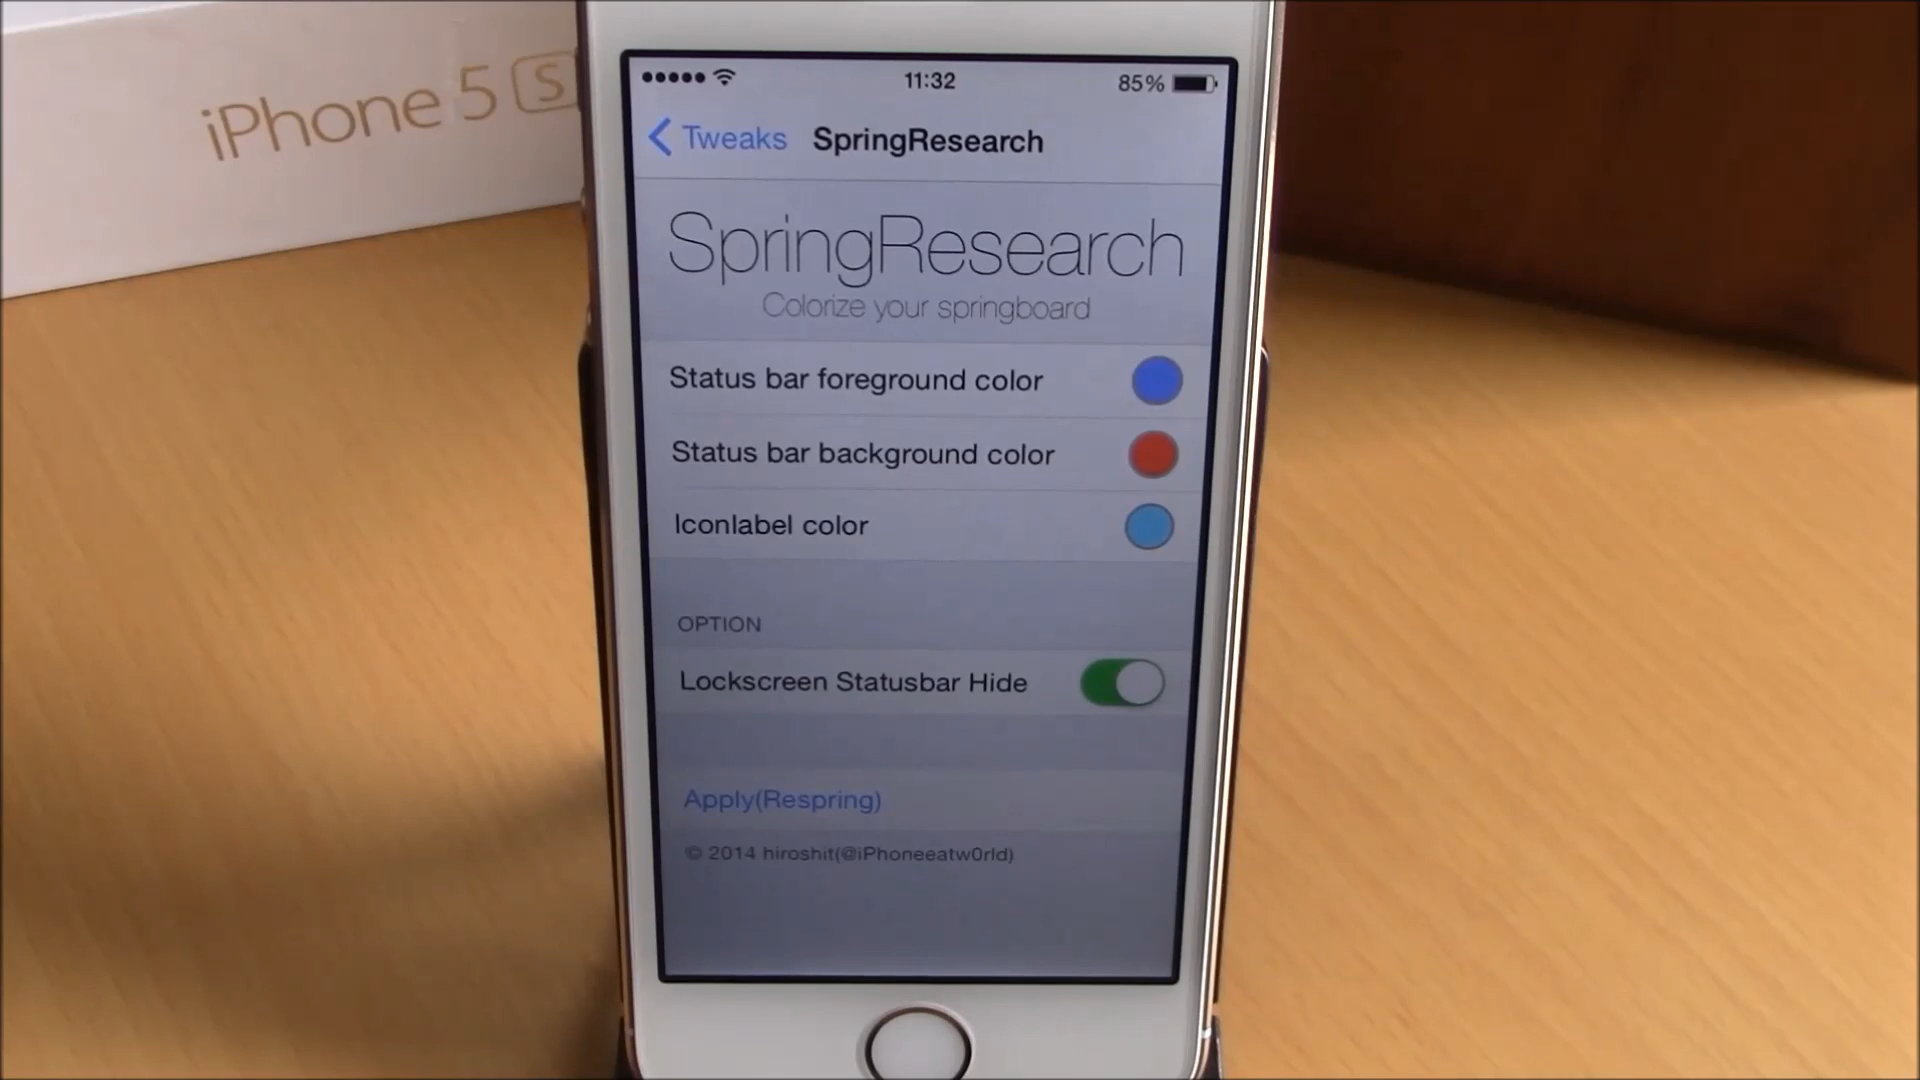 iPhone 5 S
11:32
85%
Tweaks
SpringResearch
SpringResearch
Colorize your springboard
Status bar foreground color
Status bar background color
Iconlabel color
OPTION
Lockscreen Statusbar Hide
Apply(Respring)
© 2014 hiroshit(@iPhoneeatw0rld)